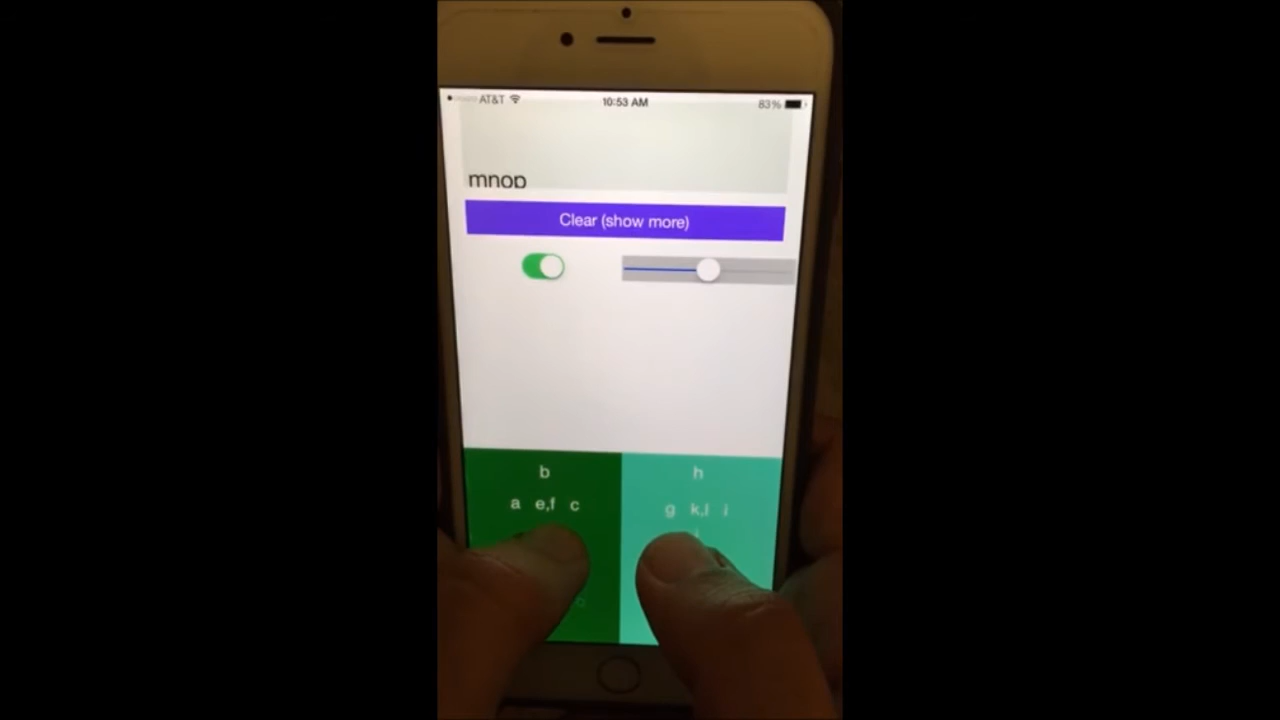 AT&T 10:53 AM 83%
mnop
Clear (show more)
b h
a e,f c g k,l i
j